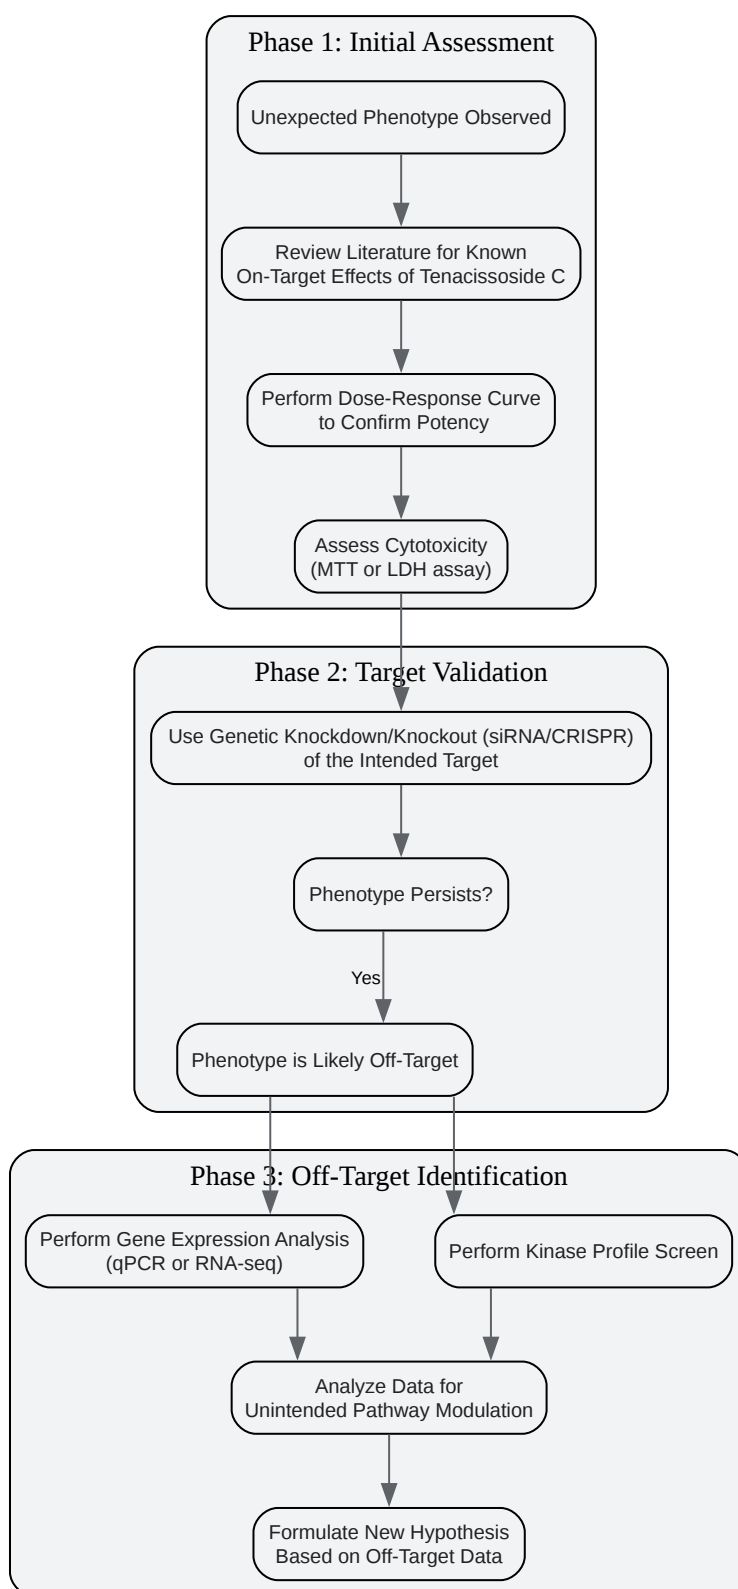 Phase 1: Initial Assessment
Unexpected Phenotype Observed
Review Literature for Known
On-Target Effects of Tenacissoside C
Perform Dose-Response Curve
to Confirm Potency
Assess Cytotoxicity
(MTT or LDH assay)
Phase 2: Target Validation
Use Genetic Knockdown/Knockout (siRNA/CRISPR)
of the Intended Target
Phenotype Persists?
Yes
Phenotype is Likely Off-Target
Phase 3: Off-Target Identification
Perform Gene Expression Analysis
(qPCR or RNA-seq)
Perform Kinase Profile Screen
Analyze Data for
Unintended Pathway Modulation
Formulate New Hypothesis
Based on Off-Target Data